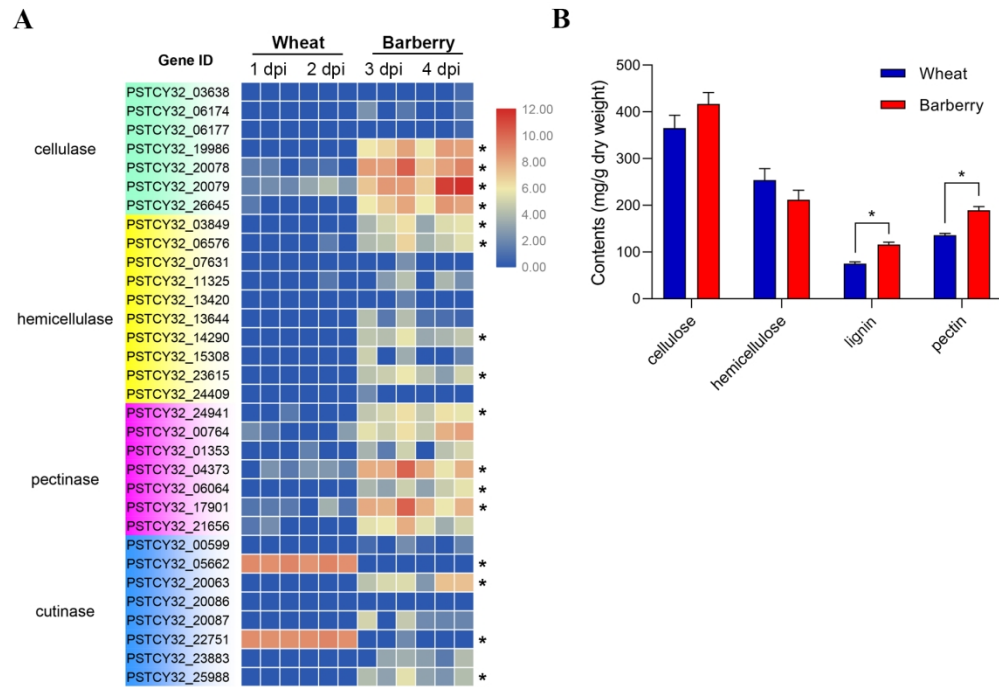 A
Gene ID
Wheat
Barberry
1 dpi 2 dpi 3 dpi 4 dpi
cellulase
PSTCY32_03638
PSTCY32_06174
PSTCY32_06177
PSTCY32_19986 *
PSTCY32_20078 *
PSTCY32_20079 *
PSTCY32_26645 *
hemicellulase
PSTCY32_03849 *
PSTCY32_06576 *
PSTCY32_07631
PSTCY32_11325
PSTCY32_13420
PSTCY32_13644
PSTCY32_14290 *
PSTCY32_15308
PSTCY32_23615 *
PSTCY32_24409
pectinase
PSTCY32_24941 *
PSTCY32_00764
PSTCY32_01353
PSTCY32_04373 *
PSTCY32_06064 *
PSTCY32_17901 *
PSTCY32_21656
cutinase
PSTCY32_00599
PSTCY32_05662 *
PSTCY32_20063 *
PSTCY32_20086
PSTCY32_20087
PSTCY32_22751 *
PSTCY32_23883
PSTCY32_25988 *
12.00
10.00
8.00
6.00
4.00
2.00
0.00
B
Contents (mg/g dry weight)
500
400
300
200
100
0
Wheat
Barberry
*
*
cellulose
hemicellulose
lignin
pectin